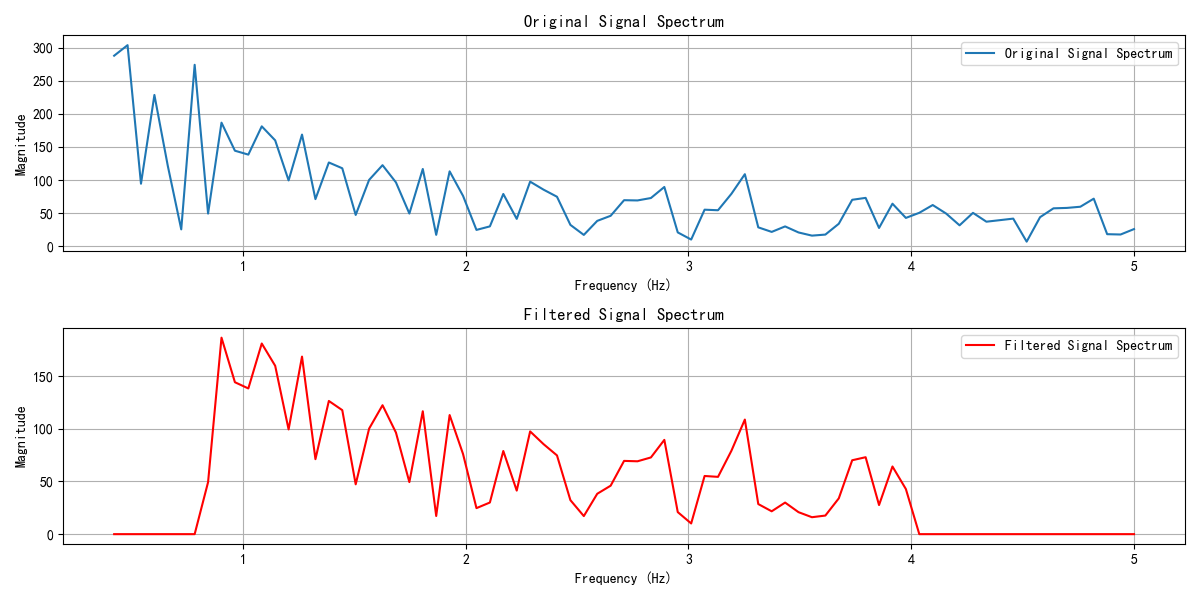 Original Signal Spectrum
Original Signal Spectrum
300
250
200
150
100
50
0
Magnitude
1 2 3 4 5
Frequency (Hz)
Filtered Signal Spectrum
Filtered Signal Spectrum
150
100
50
0
Magnitude
1 2 3 4 5
Frequency (Hz)